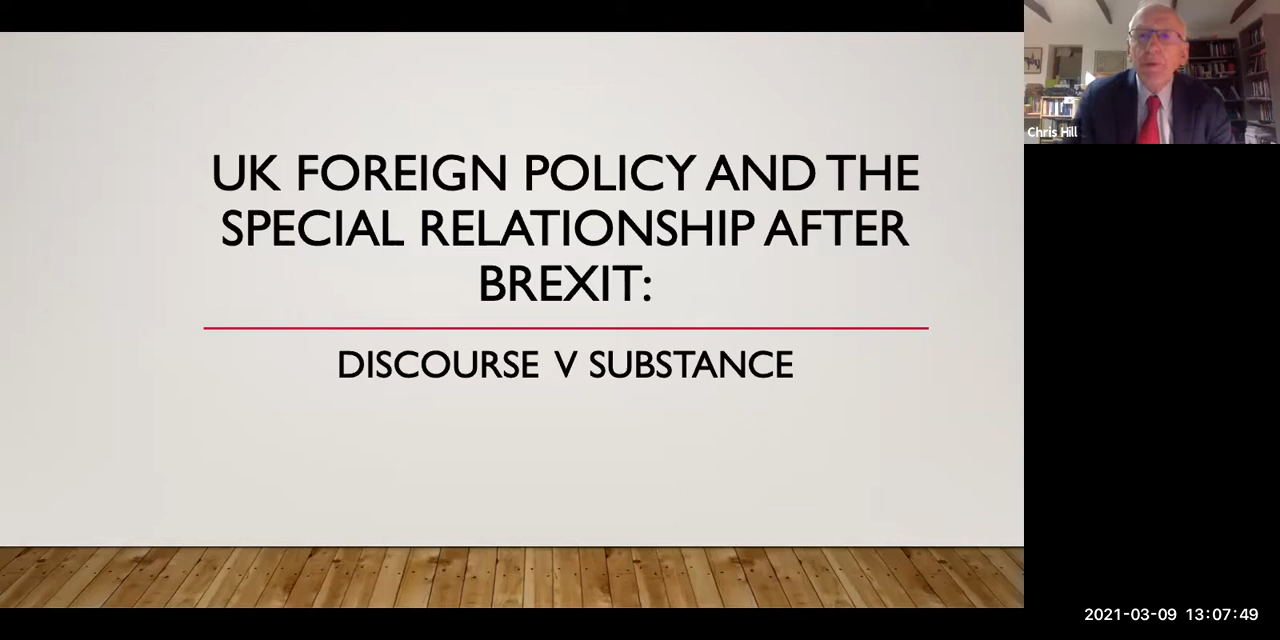 UK FOREIGN POLICY AND THE
SPECIAL RELATIONSHIP AFTER
BREXIT:
DISCOURSE V SUBSTANCE
Chris Hill
2021-03-09 13:07:49